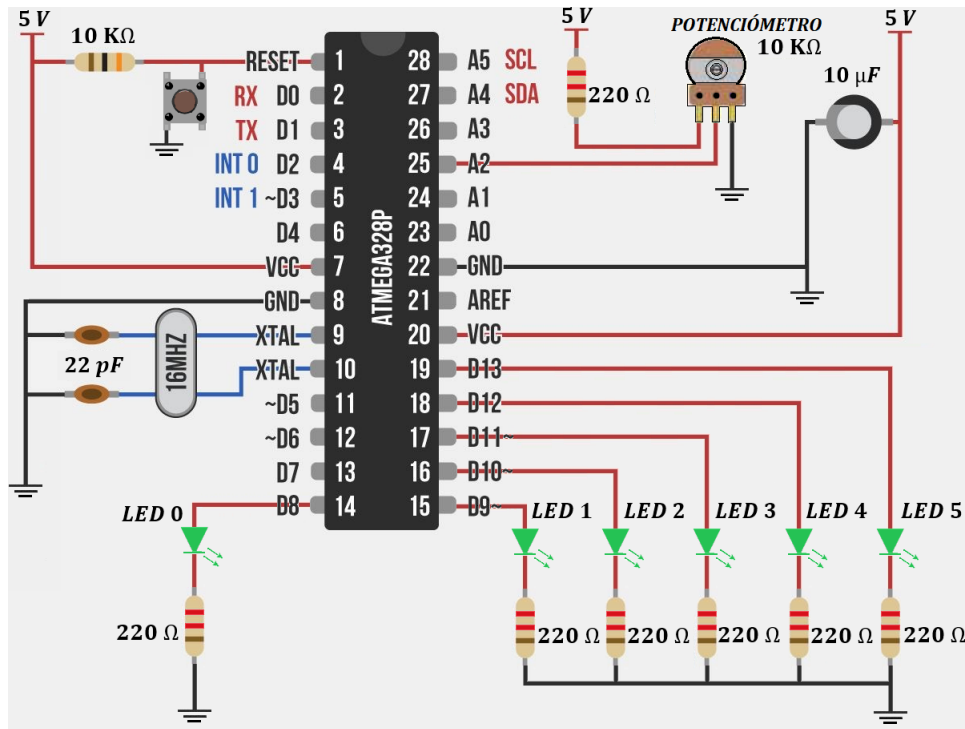 5 V
10 KΩ
RESET 1
RX D0 2
TX D1 3
INT 0 D2 4
INT 1 ~D3 5
D4 6
VCC 7
GND 8
XTAL 9
XTAL 10
~D5 11
~D6 12
D7 13
D8 14
ATMEGA328P
28 A5 SCL
27 A4 SDA
26 A3
25 A2
24 A1
23 A0
22 GND
21 AREF
20 VCC
19 D13
18 D12
17 D11~
16 D10~
15 D9~
5 V
220 Ω
POTENCIÓMETRO
10 KΩ
5 V
10 μF
22 pF
16MHZ
LED 0
220 Ω
LED 1
LED 2
LED 3
LED 4
LED 5
220 Ω
220 Ω
220 Ω
220 Ω
220 Ω